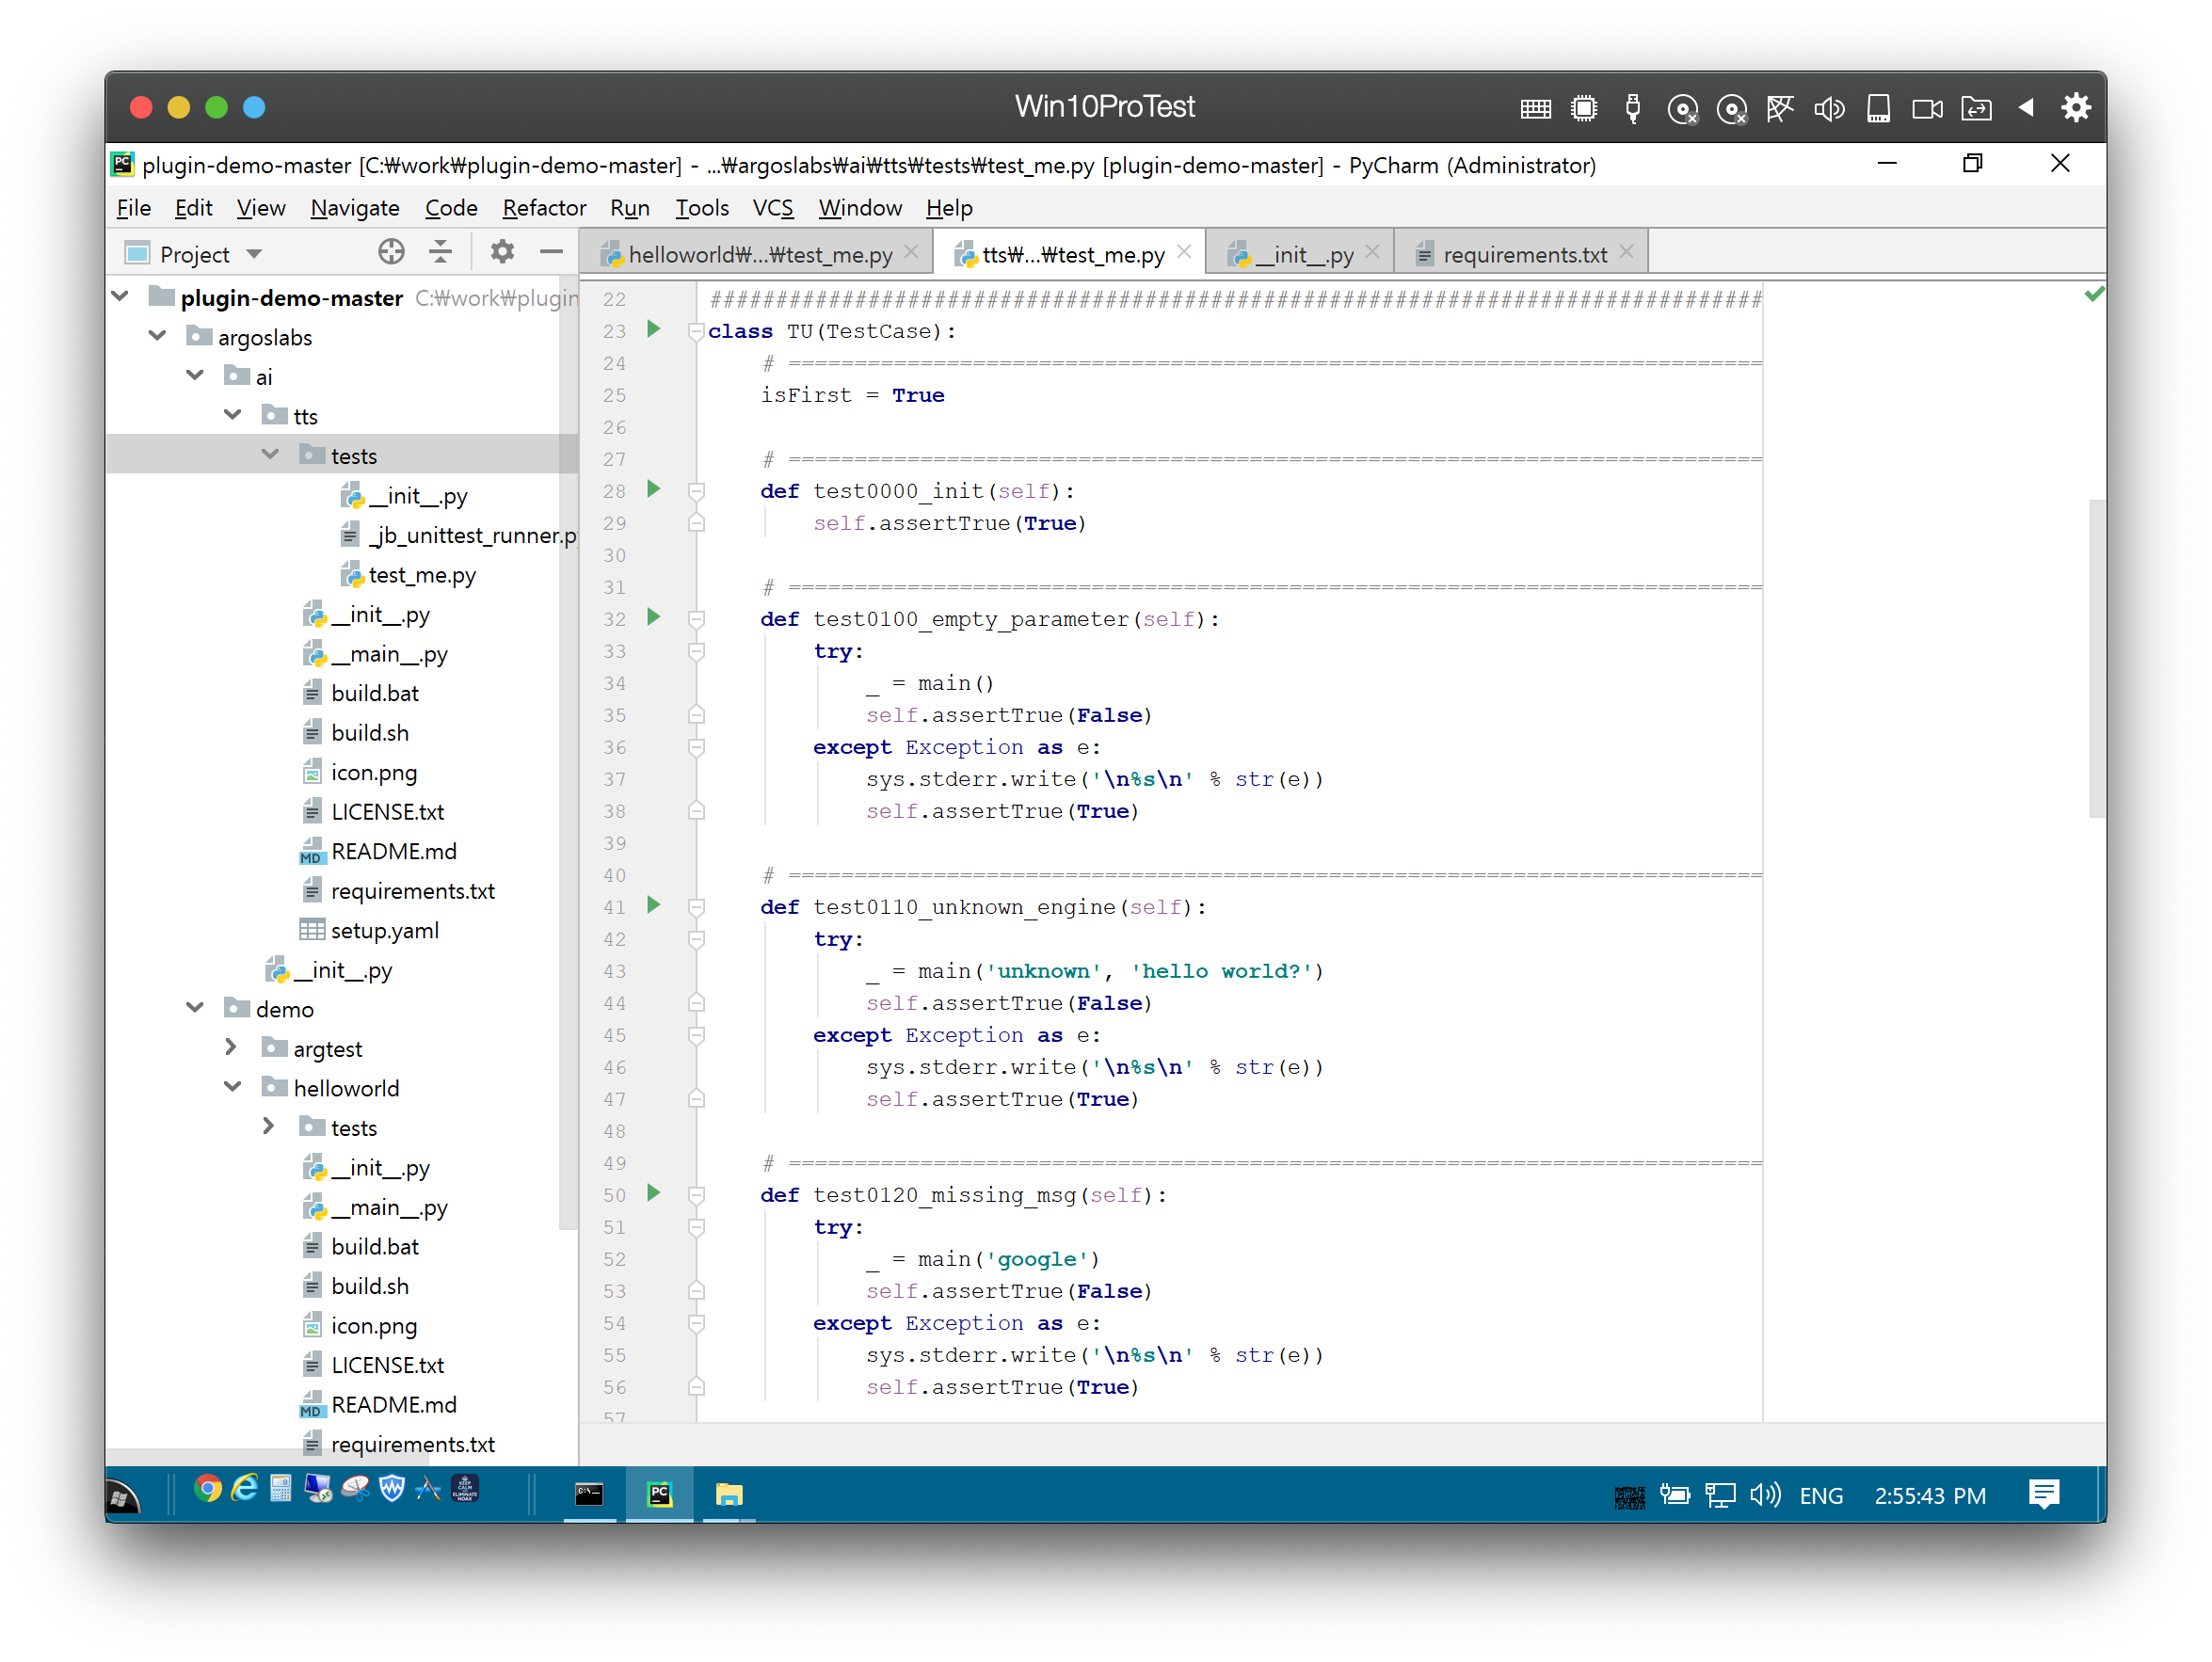 Win10ProTest
plugin-demo-master [C:₩work₩plugin-demo-master] - ...₩argoslabs₩ai₩tts₩tests₩test_me.py [plugin-demo-master] - PyCharm (Administrator)
File Edit View Navigate Code Refactor Run Tools VCS Window Help
Project
helloworld₩...₩test_me.py
tts₩...₩test_me.py
__init__.py
requirements.txt
plugin-demo-master C:₩work₩plugin
argoslabs
ai
tts
tests
__init__.py
_jb_unittest_runner.p
test_me.py
__init__.py
__main__.py
build.bat
build.sh
icon.png
LICENSE.txt
MD README.md
requirements.txt
setup.yaml
__init__.py
demo
argtest
helloworld
tests
__init__.py
__main__.py
build.bat
build.sh
icon.png
LICENSE.txt
MD README.md
requirements.txt
22 ################################################################################
23 class TU(TestCase):
24 # ==========================================================================
25 isFirst = True
26
27 # ==========================================================================
28 def test0000_init(self):
29 self.assertTrue(True)
30
31 # ==========================================================================
32 def test0100_empty_parameter(self):
33 try:
34 _ = main()
35 self.assertTrue(False)
36 except Exception as e:
37 sys.stderr.write('\n%s\n' % str(e))
38 self.assertTrue(True)
39
40 # ==========================================================================
41 def test0110_unknown_engine(self):
42 try:
43 _ = main('unknown', 'hello world?')
44 self.assertTrue(False)
45 except Exception as e:
46 sys.stderr.write('\n%s\n' % str(e))
47 self.assertTrue(True)
48
49 # ==========================================================================
50 def test0120_missing_msg(self):
51 try:
52 _ = main('google')
53 self.assertTrue(False)
54 except Exception as e:
55 sys.stderr.write('\n%s\n' % str(e))
56 self.assertTrue(True)
57
PC
ENG 2:55:43 PM